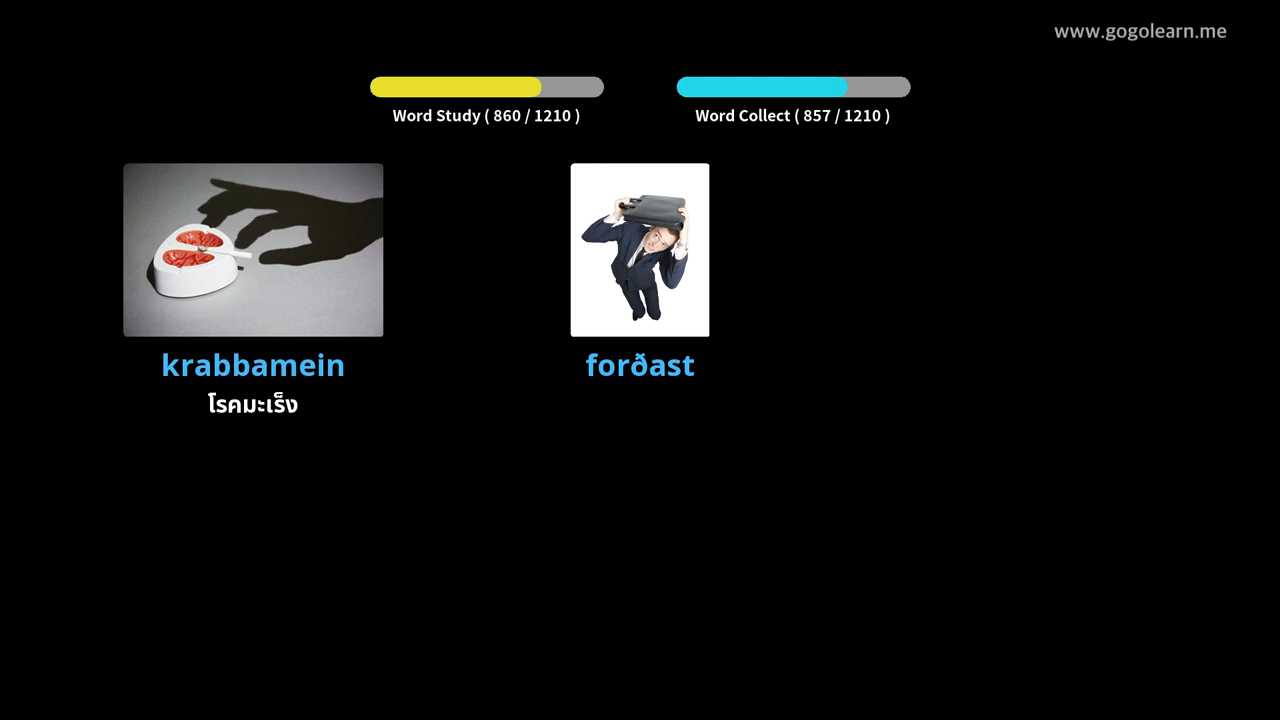 www.gogolearn.me
Word Study ( 860 / 1210 )
Word Collect ( 857 / 1210 )
krabbamein
โรคมะเร็ง
forðast